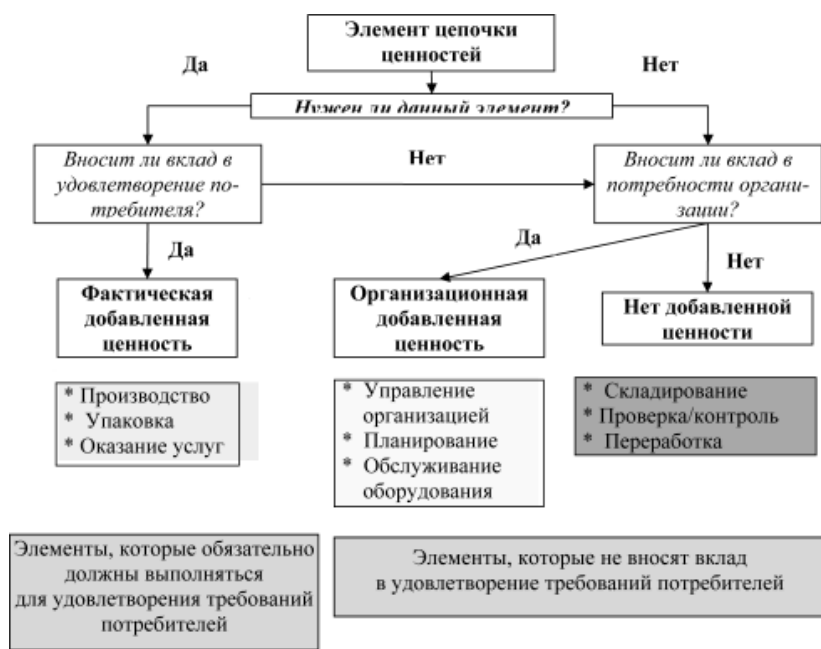 Элемент цепочки
ценностей
Да
Нет
Нужен ли данный элемент?
Вносит ли вклад в
удовлетворение по-
требителя?
Нет
Вносит ли вклад в
потребности органи-
зации?
Да
Да
Нет
Фактическая
добавленная
ценность
Организационная
добавленная
ценность
Нет добавленной
ценности
* Производство
* Упаковка
* Оказание услуг
* Управление
организацией
* Планирование
* Обслуживание
оборудования
* Складирование
* Проверка/контроль
* Переработка
Элементы, которые обязательно
должны выполняться
для удовлетворения требований
потребителей
Элементы, которые не вносят вклад
в удовлетворение требований потребителей